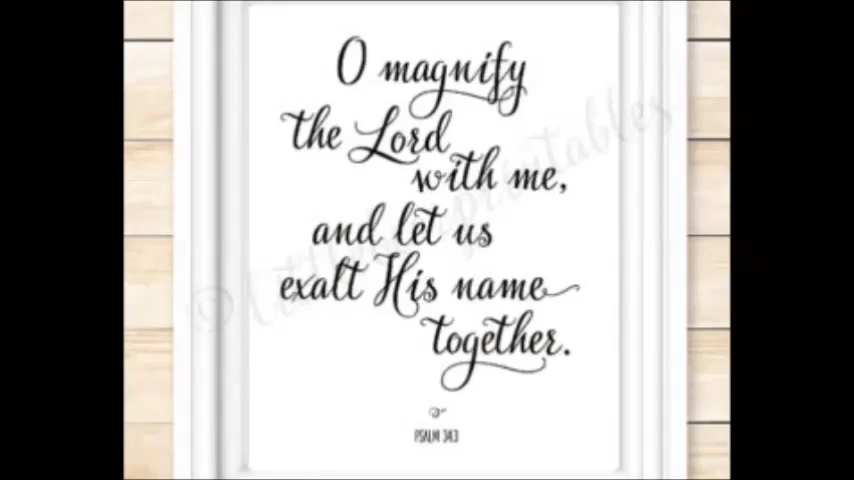 O magnify
the Lord
with me,
and let us
exalt His name
together.
PSALM 34:3